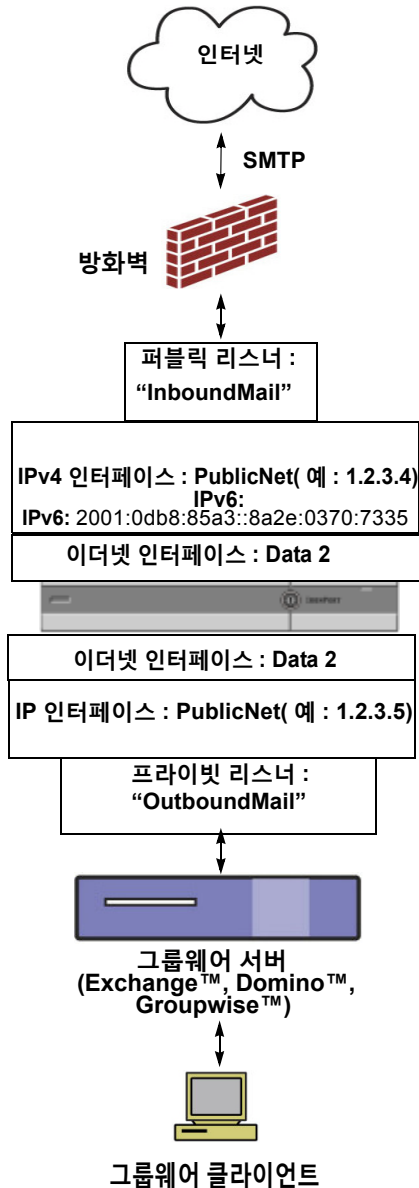 인터넷
SMTP
방화벽
퍼블릭 리스너 :
“InboundMail”
IPv4 인터페이스 : PublicNet( 예 : 1.2.3.4)
IPv6:
IPv6: 2001:0db8:85a3::8a2e:0370:7335
이더넷 인터페이스 : Data 2
IRONPORT
이더넷 인터페이스 : Data 2
IP 인터페이스 : PublicNet( 예 : 1.2.3.5)
프라이빗 리스너 :
“OutboundMail”
그룹웨어 서버
(Exchange™, Domino™,
Groupwise™)
그룹웨어 클라이언트